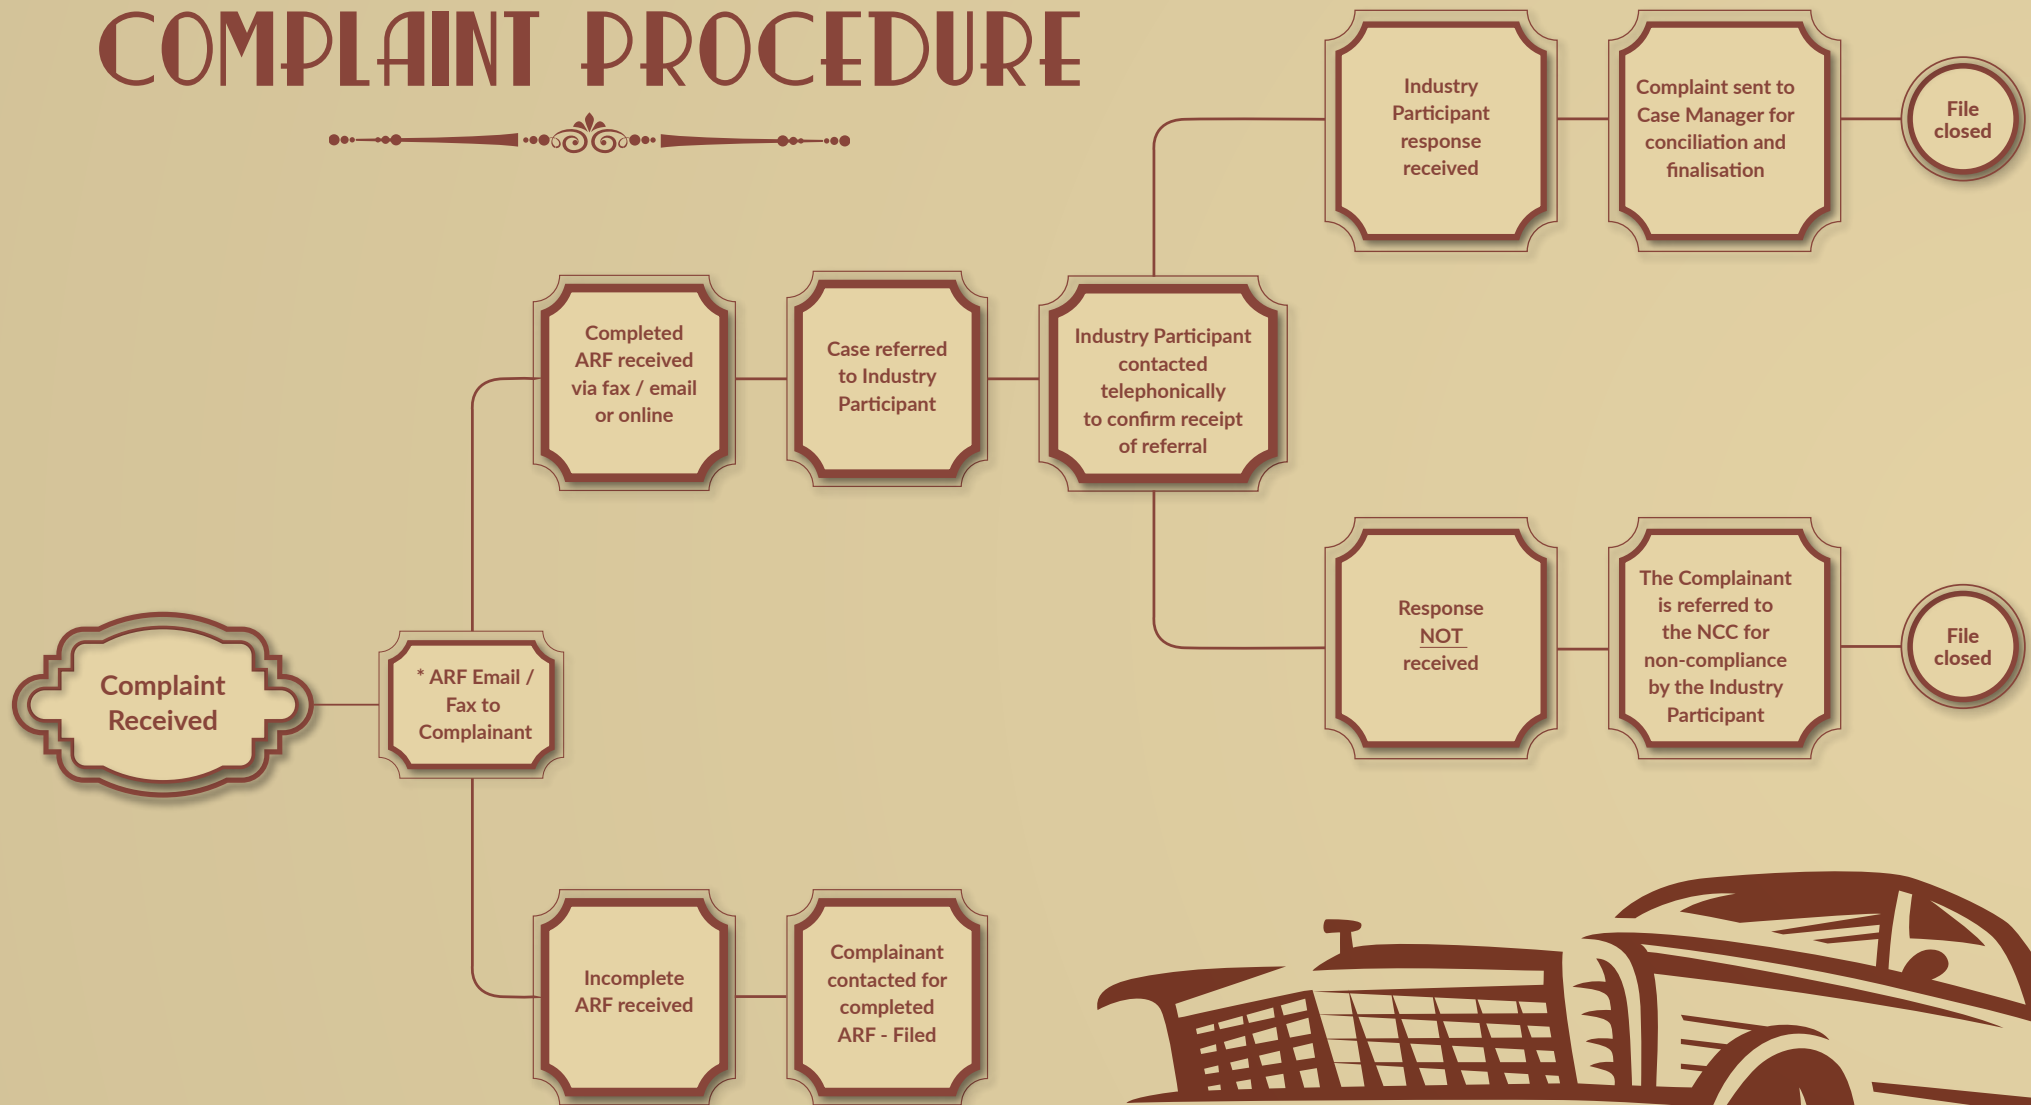 COMPLAINT PROCEDURE
Complaint
Received
* ARF Email /
Fax to
Complainant
Completed
ARF received
via fax / email
or online
Case referred
to Industry
Participant
Industry Participant
contacted
telephonically
to confirm receipt
of referral
Industry
Participant
response
received
Complaint sent to
Case Manager for
conciliation and
finalisation
File
closed
Response
NOT
received
The Complainant
is referred to
the NCC for
non-compliance
by the Industry
Participant
File
closed
Incomplete
ARF received
Complainant
contacted for
completed
ARF - Filed